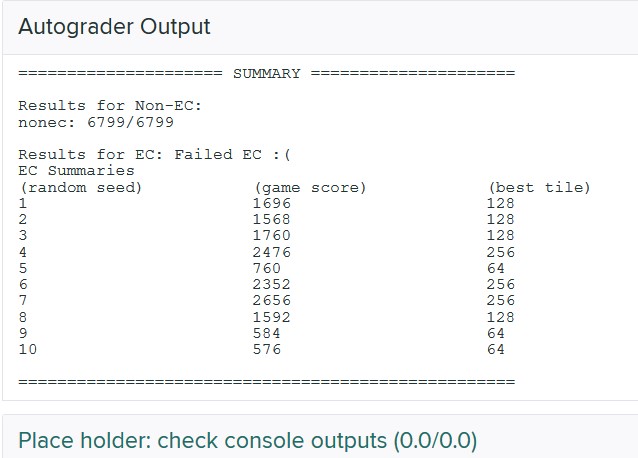 Autograder Output
===================== SUMMARY =====================
Results for Non-EC:
nonec: 6799/6799
Results for EC: Failed EC :(
EC Summaries
(random seed) (game score) (best tile)
1 1696 128
2 1568 128
3 1760 128
4 2476 256
5 760 64
6 2352 256
7 2656 256
8 1592 128
9 584 64
10 576 64
===================================================
Place holder: check console outputs (0.0/0.0)